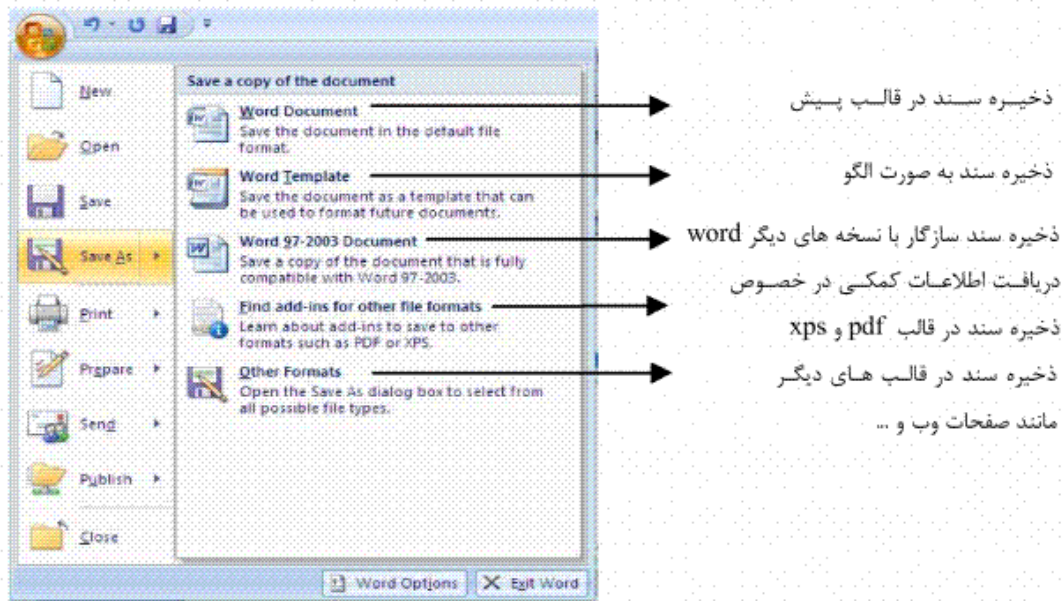 New
Open
Save
Save As
Print
Prepare
Send
Publish
Close
Save a copy of the document
Word Document
Save the document in the default file
format.
Word Template
Save the document as a template that can
be used to format future documents.
Word 97-2003 Document
Save a copy of the document that is fully
compatible with Word 97-2003.
Find add-ins for other file formats
Learn about add-ins to save to other
formats such as PDF or XPS.
Other Formats
Open the Save As dialog box to select from
all possible file types.
Word Options
Exit Word
ذخیره سند در قالب پیش
ذخیره سند به صورت الگو
ذخیره سند سازگار با نسخه های دیگر word
دریافت اطلاعات کمکی در خصوص
ذخیره سند در قالب pdf و xps
ذخیره سند در قالب های دیگر
مانند صفحات وب و ...